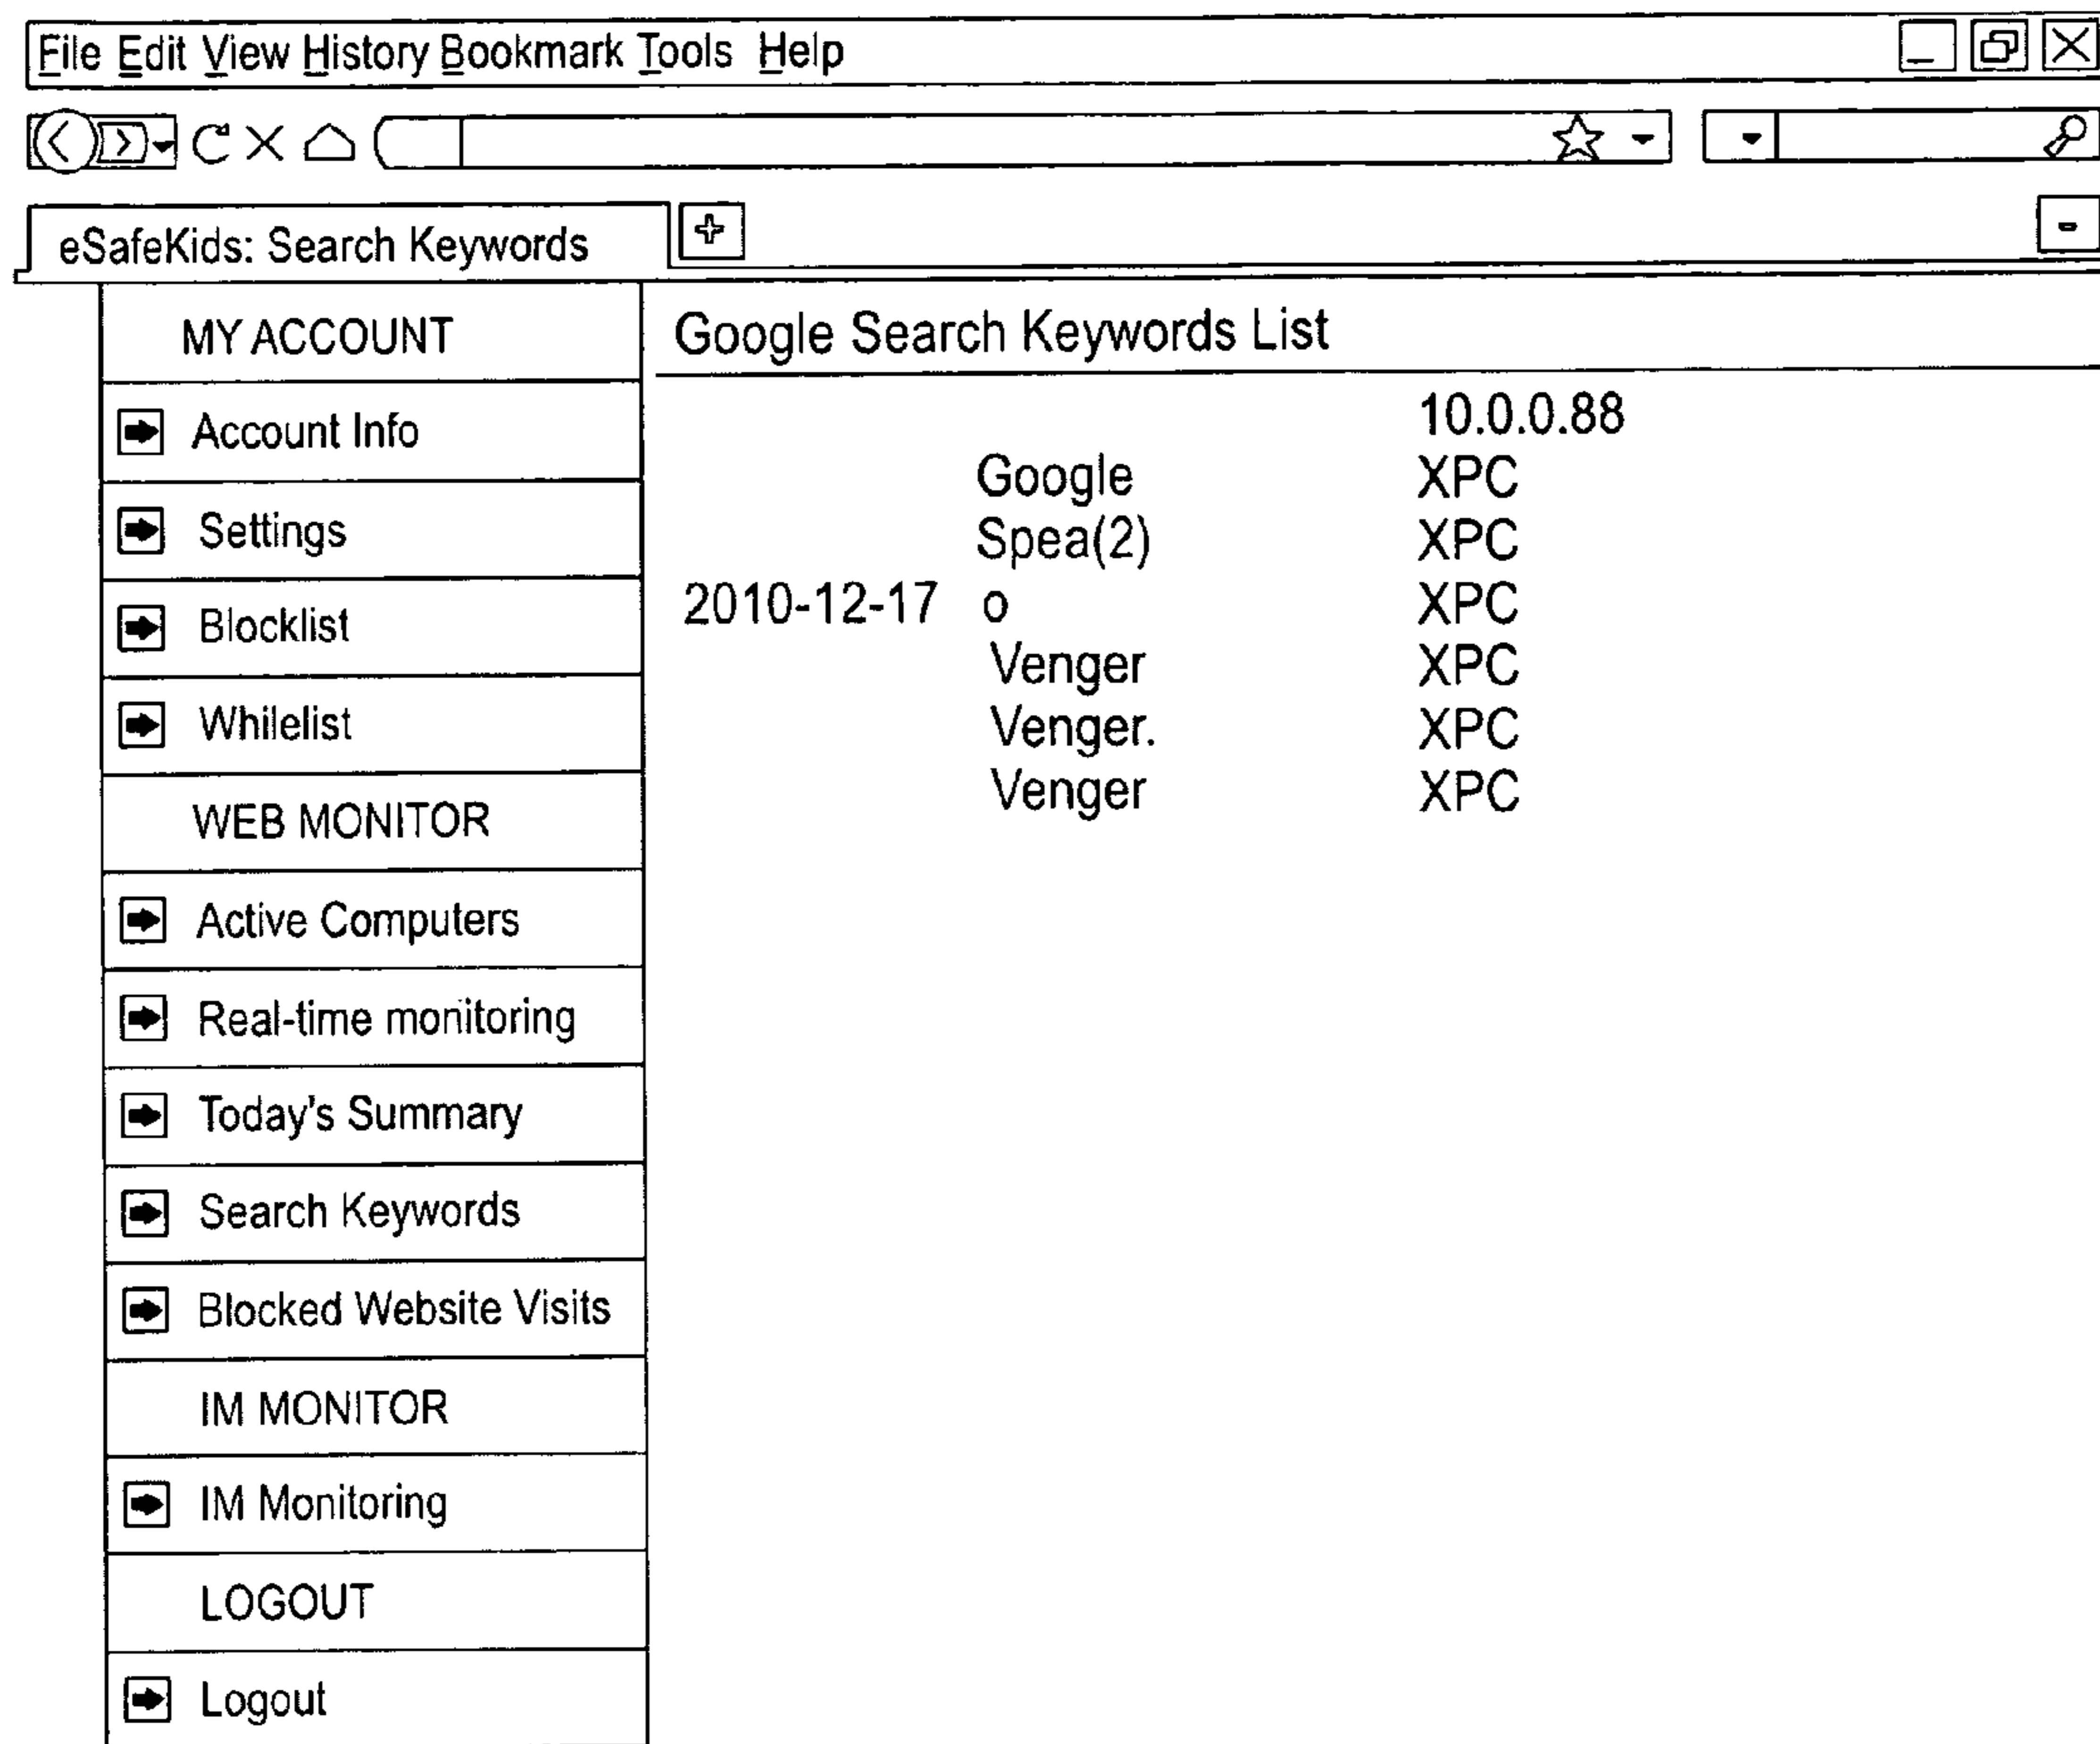 File Edit View History Bookmark Tools Help
eSafeKids: Search Keywords
MY ACCOUNT
Account Info
Settings
Blocklist
Whilelist
WEB MONITOR
Active Computers
Real-time monitoring
Today's Summary
Search Keywords
Blocked Website Visits
IM MONITOR
IM Monitoring
LOGOUT
Logout
Google Search Keywords List
10.0.0.88
Google XPC
Spea(2) XPC
2010-12-17 o XPC
Venger XPC
Venger. XPC
Venger XPC